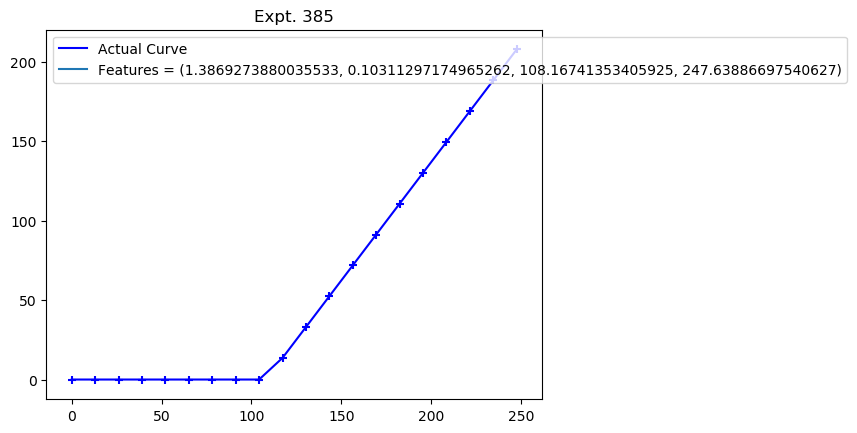 Expt. 385
Actual Curve
Features = (1.3869273880035533, 0.10311297174965262, 108.16741353405925, 247.63886697540627)
200
150
100
50
0
0 50 100 150 200 250